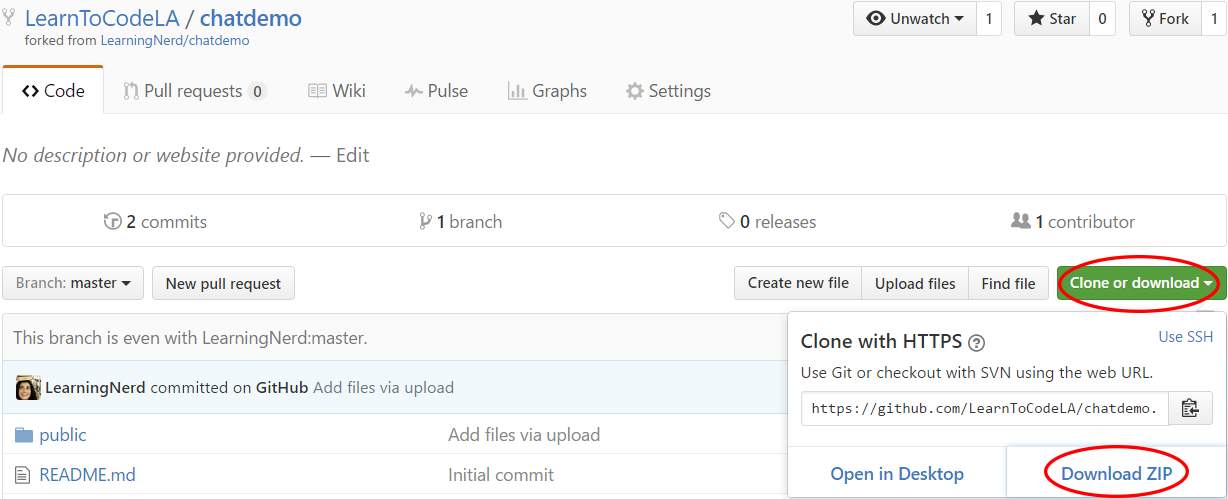 LearnToCodeLA / chatdemo
forked from LearningNerd/chatdemo
Unwatch 1 Star 0 Fork 1
Code Pull requests 0 Wiki Pulse Graphs Settings
No description or website provided. — Edit
2 commits 1 branch 0 releases 1 contributor
Branch: master New pull request Create new file Upload files Find file Clone or download
This branch is even with LearningNerd:master.
LearningNerd committed on GitHub Add files via upload
public Add files via upload
README.md Initial commit
Clone with HTTPS ? Use SSH
Use Git or checkout with SVN using the web URL.
https://github.com/LearnToCodeLA/chatdemo.
Open in Desktop Download ZIP